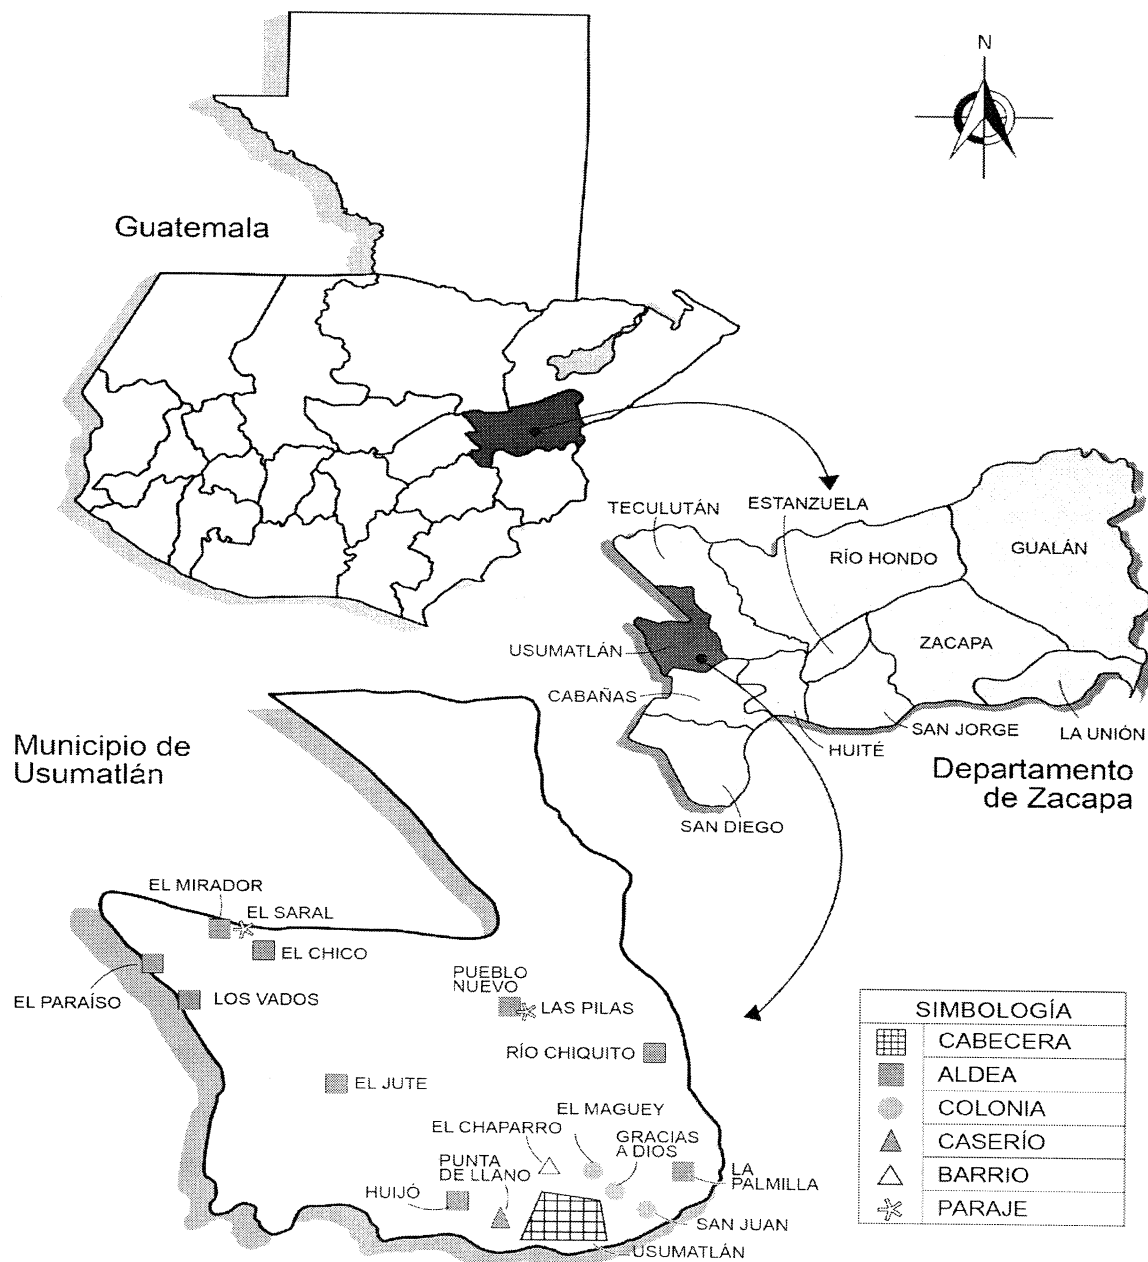 N
Guatemala
TECULUTÁN
ESTANZUELA
RÍO HONDO
GUALÁN
USUMATLÁN
ZACAPA
CABAÑAS
HUITÉ
SAN JORGE
LA UNIÓN
SAN DIEGO
Departamento
de Zacapa
Municipio de
Usumatlán
EL MIRADOR
EL SARAL
EL CHICO
EL PARAÍSO
LOS VADOS
PUEBLO
NUEVO
LAS PILAS
RÍO CHIQUITO
EL JUTE
EL MAGUEY
EL CHAPARRO
GRACIAS
A DIOS
PUNTA
DE LLANO
HUIJÓ
LA
PALMILLA
SAN JUAN
USUMATLÁN
SIMBOLOGÍA
CABECERA
ALDEA
COLONIA
CASERÍO
BARRIO
PARAJE